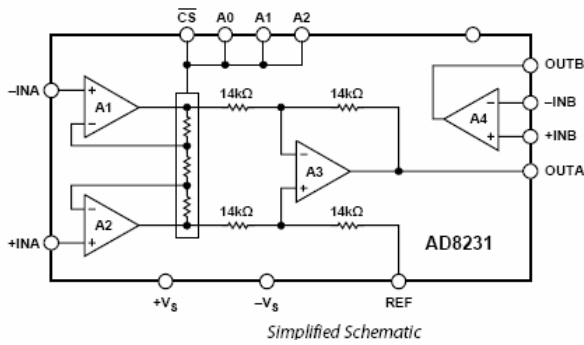 CS A0 A1 A2
OUTB
–INA
A1
14kΩ 14kΩ
–
+
A4
–INB
+INB
OUTA
A3
A2
14kΩ 14kΩ
+INA
AD8231
+VS –VS REF
Simplified Schematic